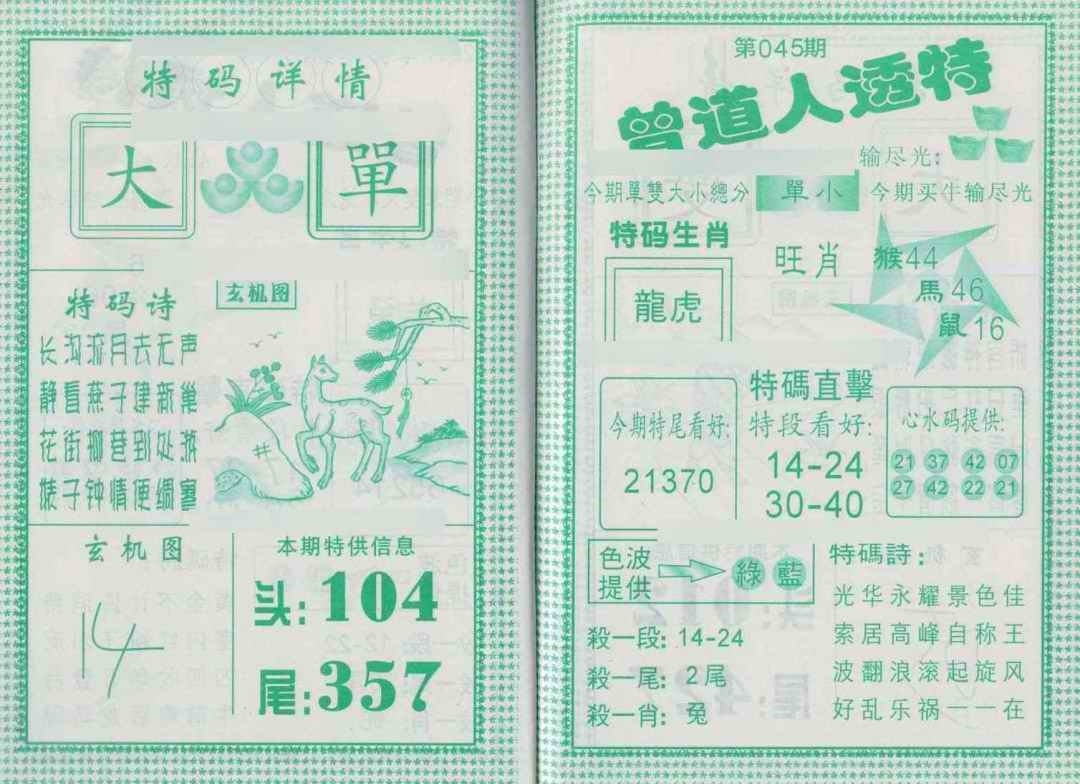 特码详情
大 單
特码诗
玄机图
长沟流月去无声
静看燕子建新巢
花街柳巷到处游
婊子钟情便绸
井
玄机图
本期特供信息
头:104
尾:357
第045期
曾道人透特
输尽光:
今期單雙大小總分 單小 今期买牛输尽光
特码生肖
龍虎
旺肖
猴44
馬46
鼠16
今期特尾看好:
21370
特碼直擊
特段看好:
14-24
30-40
心水码提供:
21 37 42 07
27 42 22 21
色波
提供
綠 藍
殺一段: 14-24
殺一尾: 2尾
殺一肖: 兔
特碼詩:
光华永耀景色佳
索居高峰自称王
波翻浪滚起旋风
好乱乐祸一一在